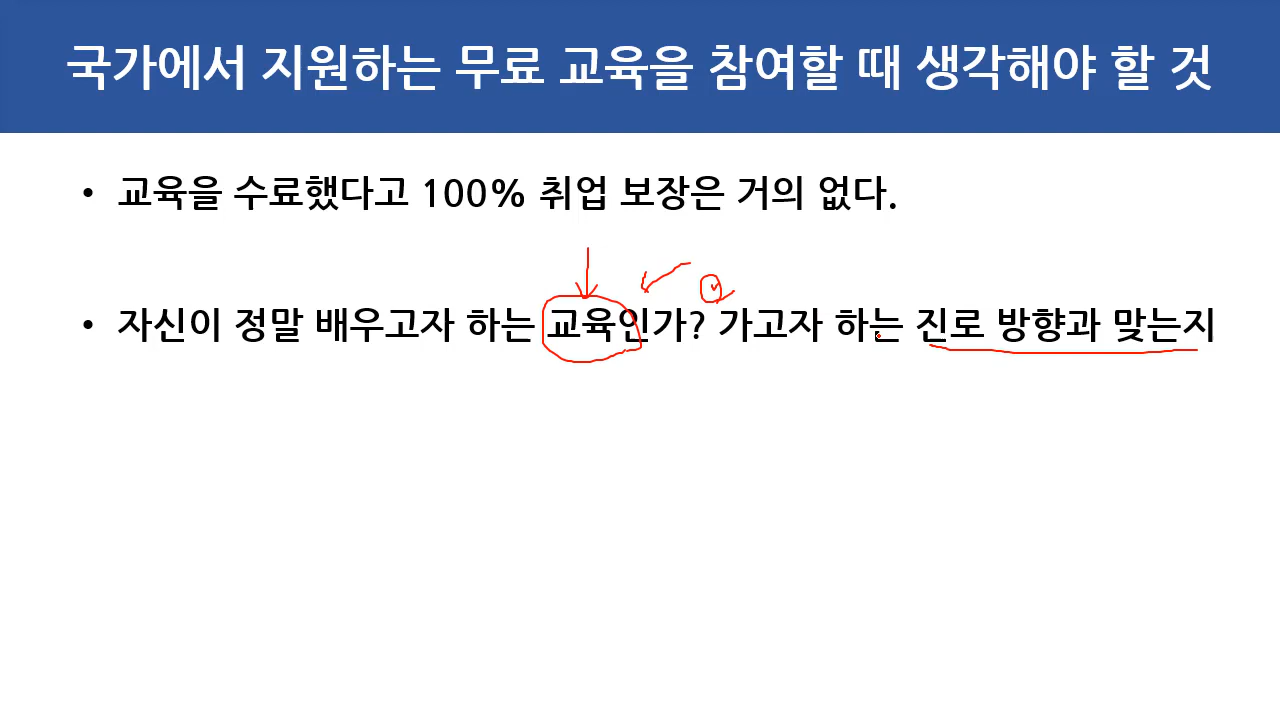 국가에서 지원하는 무료 교육을 참여할 때 생각해야 할 것
• 교육을 수료했다고 100% 취업 보장은 거의 없다.
• 자신이 정말 배우고자 하는 교육인가? 가고자 하는 진로 방향과 맞는지